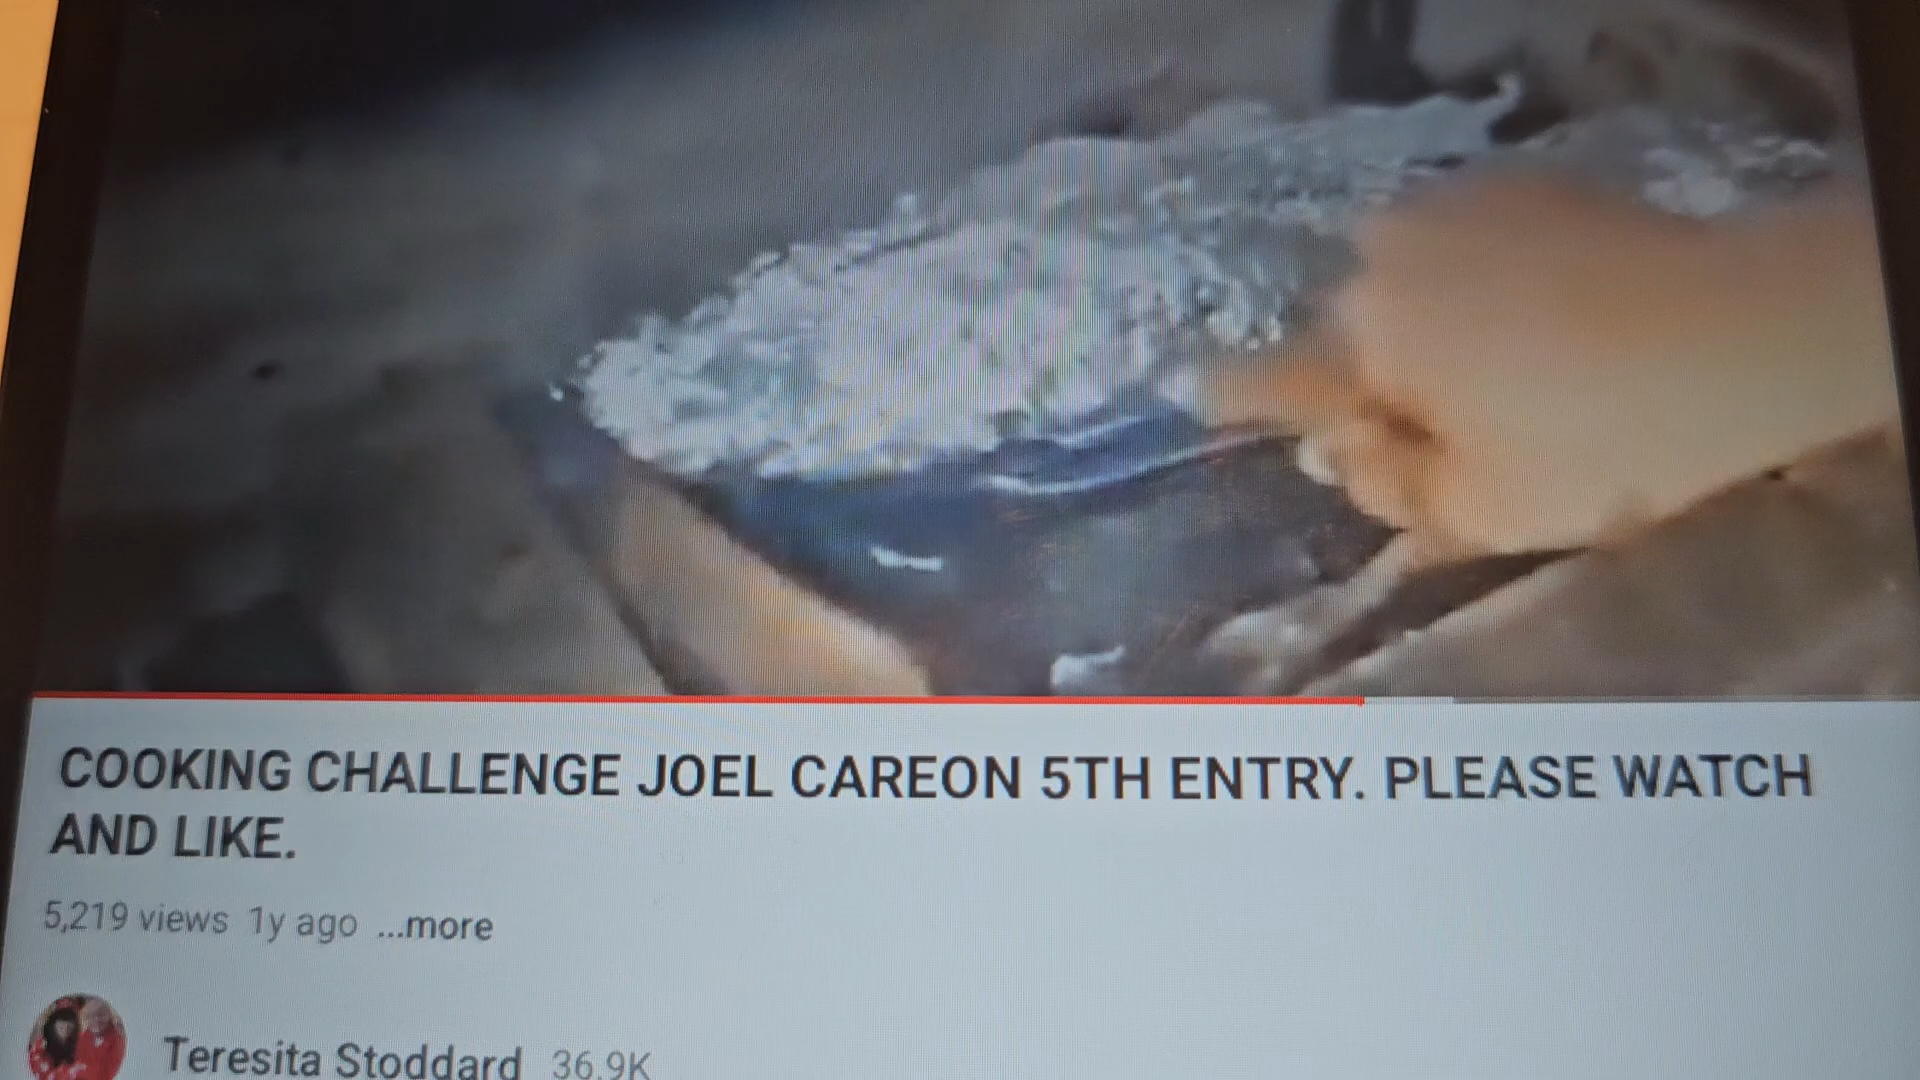 COOKING CHALLENGE JOEL CAREON 5TH ENTRY. PLEASE WATCH
AND LIKE.
5,219 views 1y ago ...more
Teresita Stoddard 36.9K